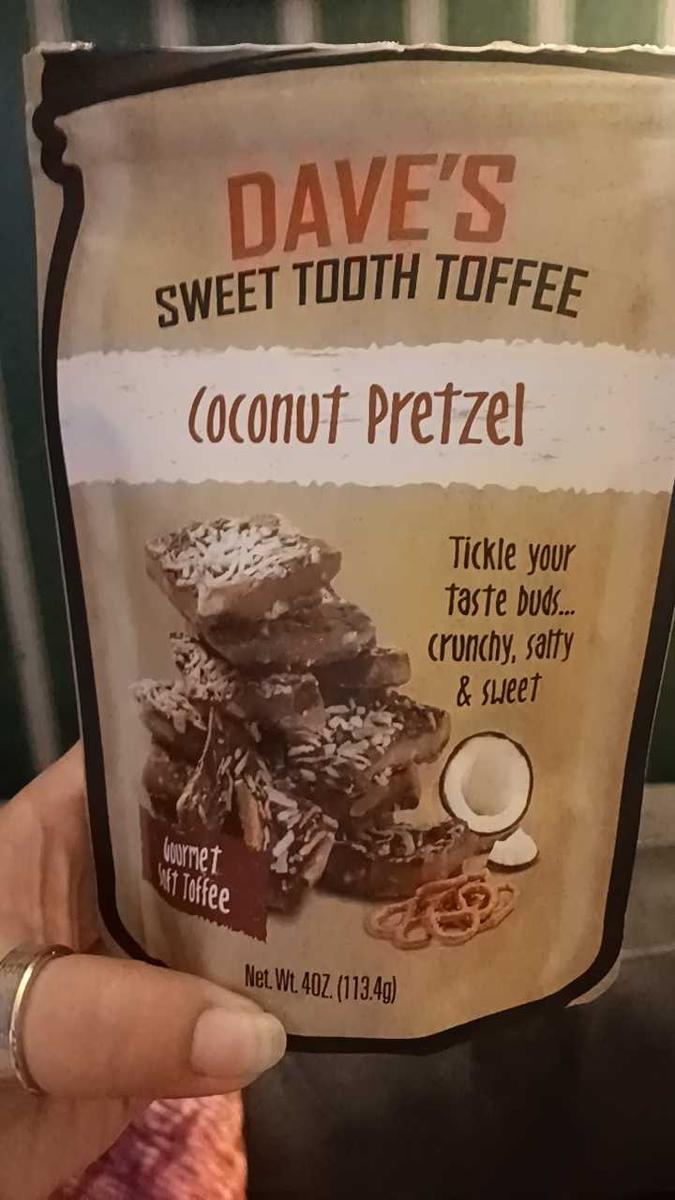 DAVE'S
SWEET TOOTH TOFFEE
Coconut Pretzel
Tickle your
taste buds...
crunchy, salty
& sweet
Gourmet
Soft Toffee
Net. Wt. 4OZ. (113.4g)